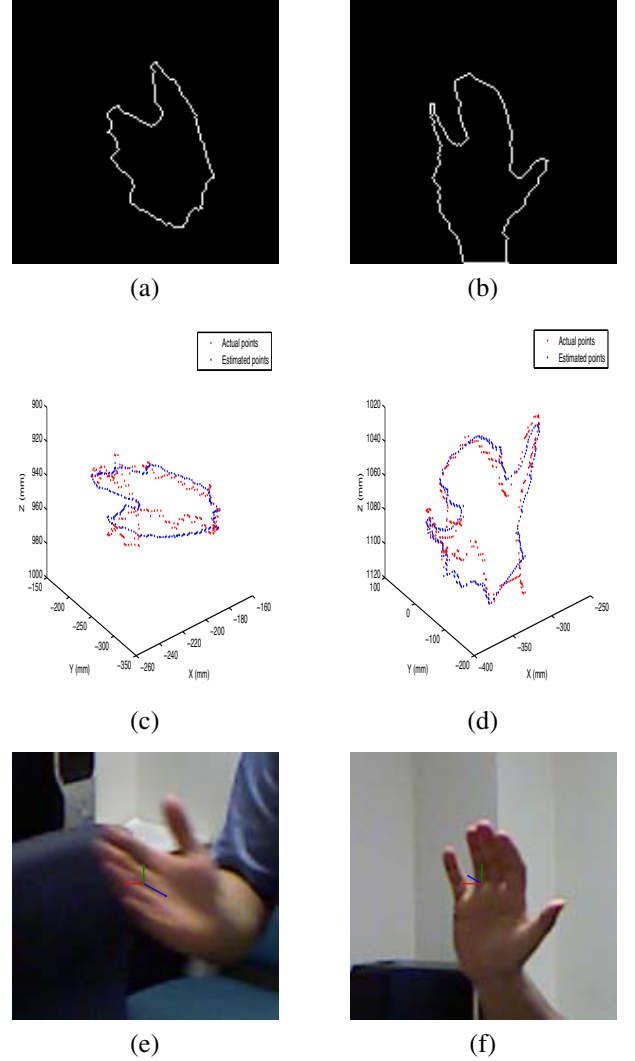 (a)
(b)
Actual points
Estimated points
Actual points
Estimated points
900
920
940
960
980
1000
Z (mm)
−150
−200
−250
−300
−350
Y (mm)
−260
−240
−220
−200
−180
−160
X (mm)
1020
1040
1060
1080
1100
1120
Z (mm)
100
0
−100
−200
Y (mm)
−400
−350
−300
−250
X (mm)
(c)
(d)
(e)
(f)